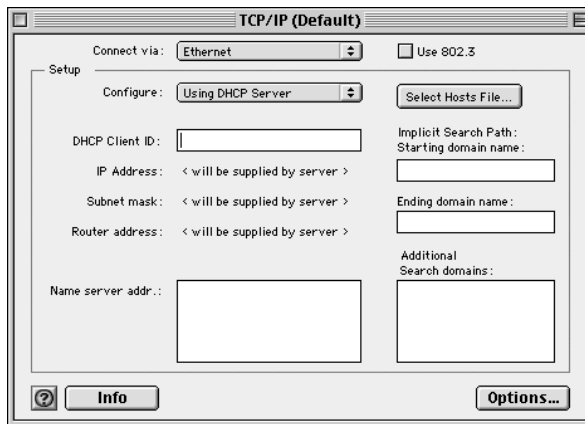 TCP/IP (Default)
Connect via: Ethernet
Use 802.3
Setup
Configure: Using DHCP Server
Select Hosts File...
DHCP Client ID:
Implicit Search Path:
Starting domain name:
IP Address: < will be supplied by server >
Subnet mask: < will be supplied by server >
Ending domain name:
Router address: < will be supplied by server >
Additional
Search domains:
Name server addr.:
?
Info
Options...